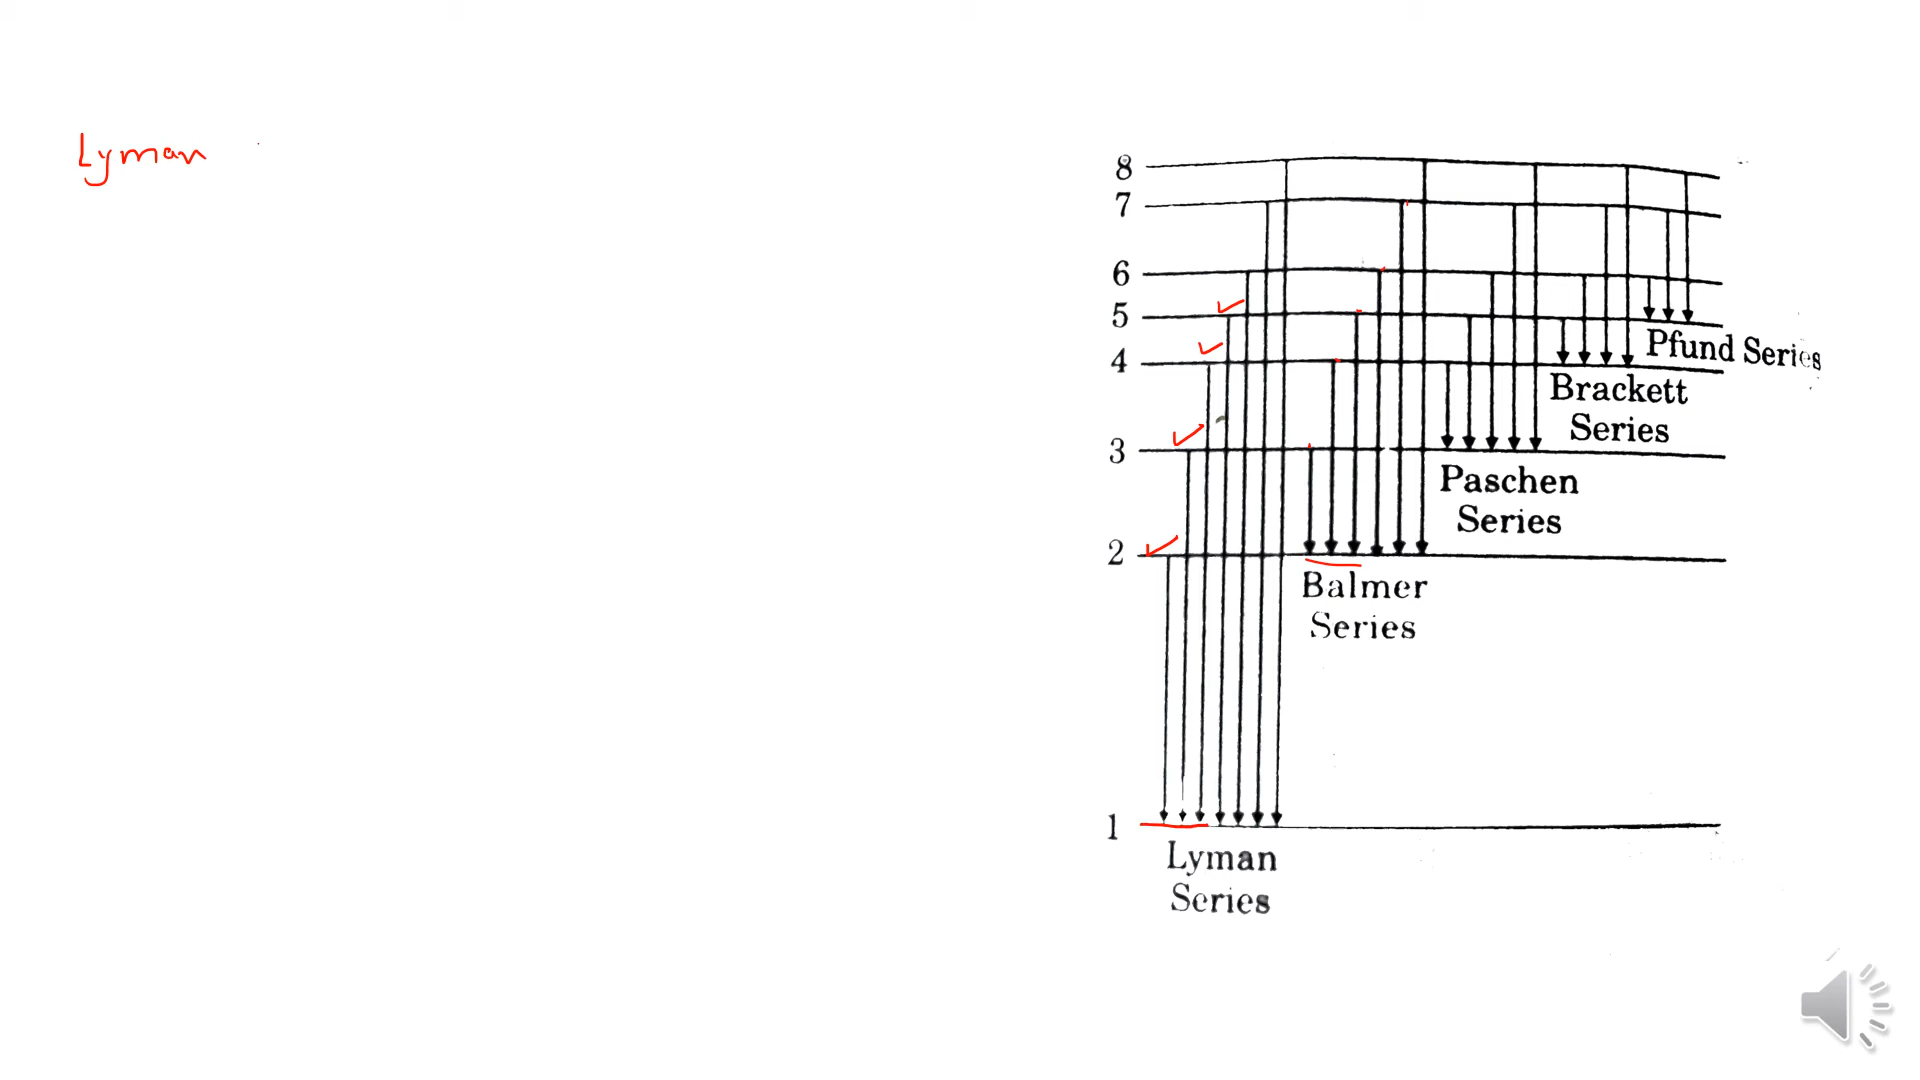 Lyman
8
7
6
5
4
3
2
1
Pfund Series
Brackett
Series
Paschen
Series
Balmer
Series
Lyman
Series